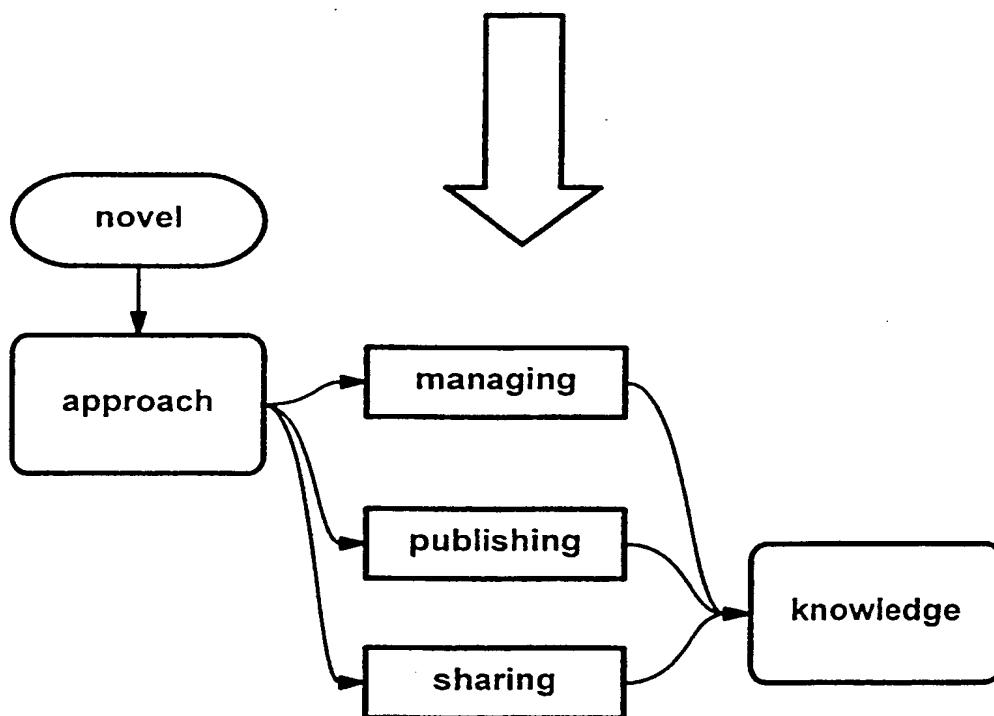 novel
approach
managing
publishing
sharing
knowledge